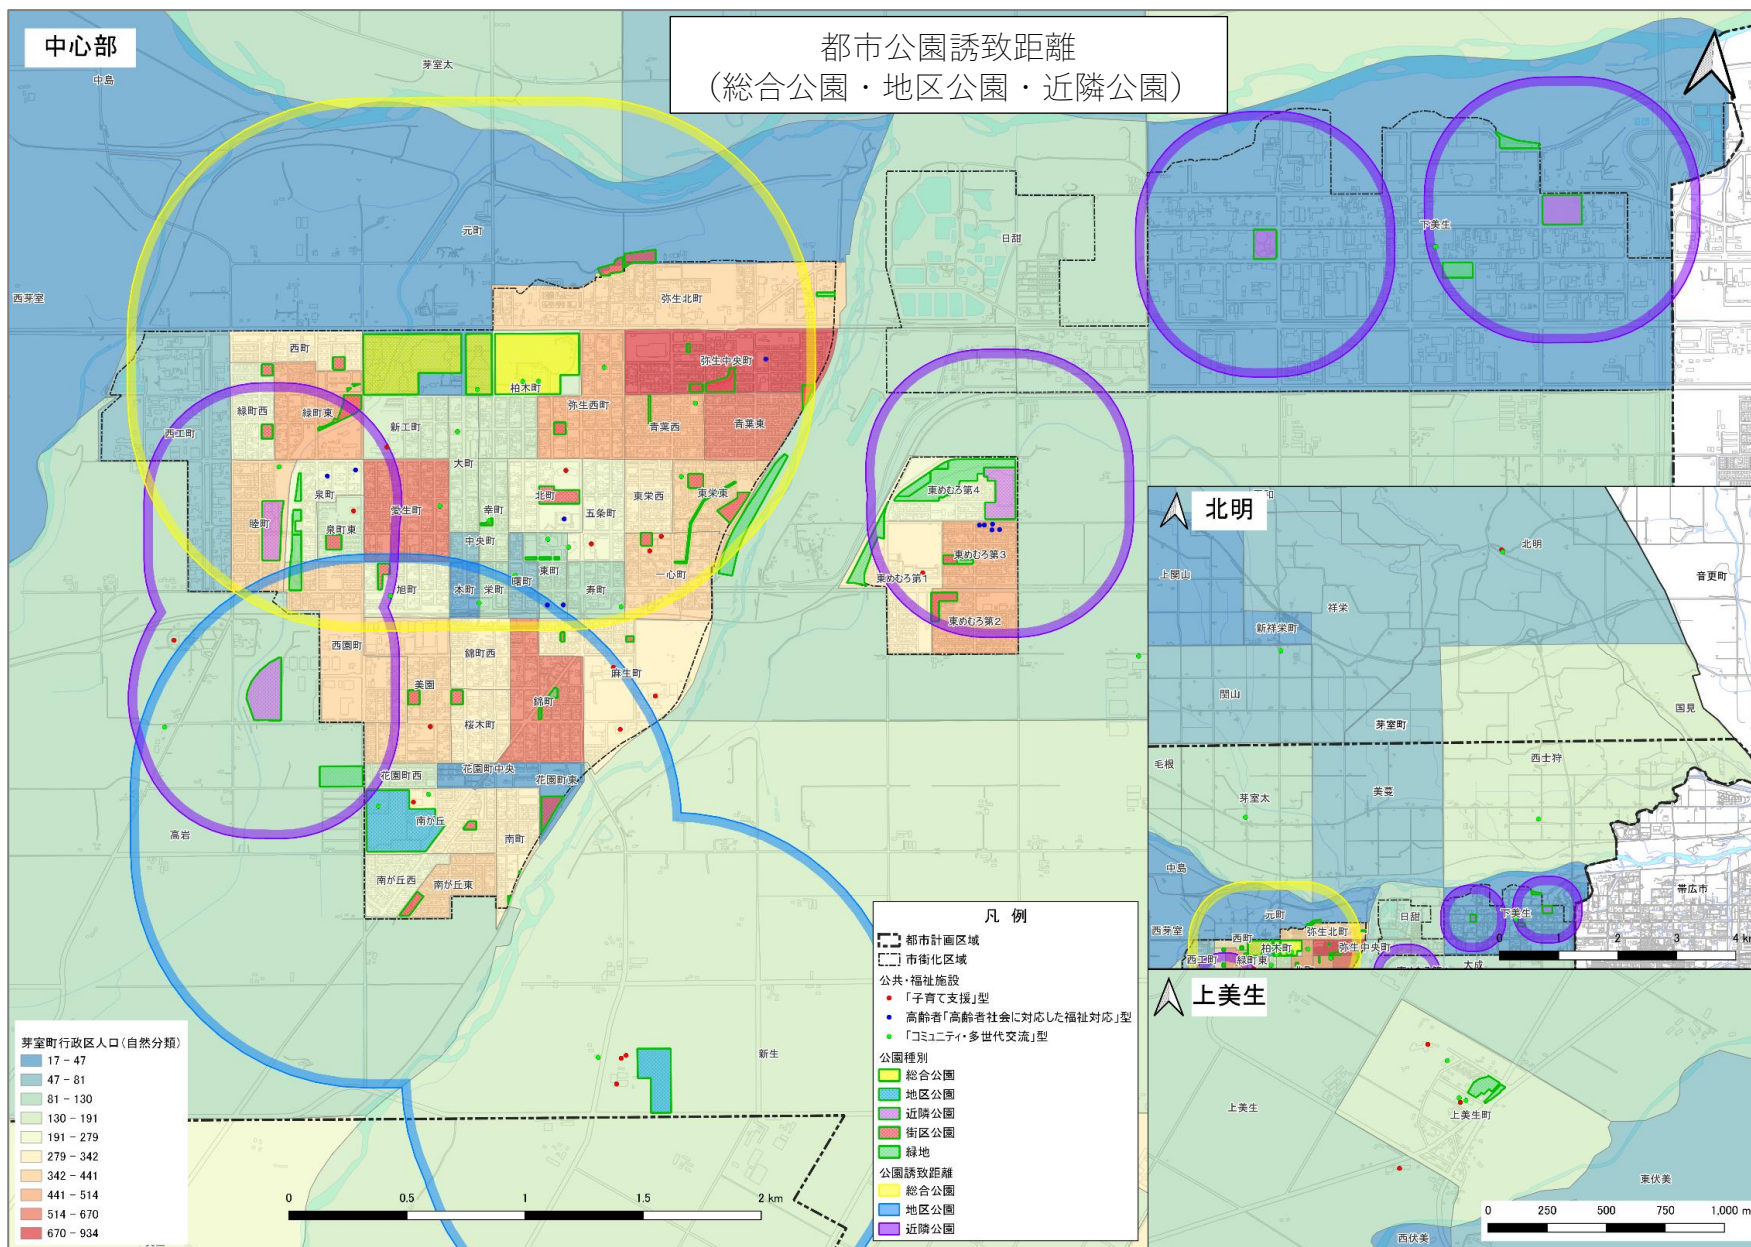 都市公園誘致距離
（総合公園・地区公園・近隣公園）
中心部
中島
芽室太
元町
西芽室
日甜
下美生
弥生北町
西町
弥生中央町
柏木町
緑町西
緑町東
弥生西町
西工町
新工町
青葉西
青葉東
大町
泉町
愛生町
北町
東栄西
東栄東
睦町
泉町東
幸町
五条町
中央町
東町
一心町
旭町
本町
栄町
曙町
寿町
東めむろ第4
東めむろ第3
東めむろ第1
東めむろ第2
西園町
錦町西
麻生町
美園
錦町
桜木町
花園町西
花園町中央
花園町東
高岩
南が丘
南町
南が丘西
南が丘東
新生
芽室町行政区人口（自然分類）
17 - 47
47 - 81
81 - 130
130 - 191
191 - 279
279 - 342
342 - 441
441 - 514
514 - 670
670 - 934
0 0.5 1 1.5 2 km
凡 例
都市計画区域
市街化区域
公共・福祉施設
「子育て支援」型
高齢者「高齢者社会に対応した福祉対応」型
「コミュニティ・多世代交流」型
公園種別
総合公園
地区公園
近隣公園
街区公園
緑地
公園誘致距離
総合公園
地区公園
近隣公園
北明
北明
上関山
祥栄
音更町
新祥栄町
関山
国見
芽室町
毛根
西士狩
美蔓
芽室太
中島
帯広市
元町
日甜
下美生
西芽室
西町
弥生北町
柏木町
弥生中央町
西工町
緑町東
大成
0 1 2 3 4 km
上美生
上美生
上美生町
東伏美
西伏美
0 250 500 750 1,000 m